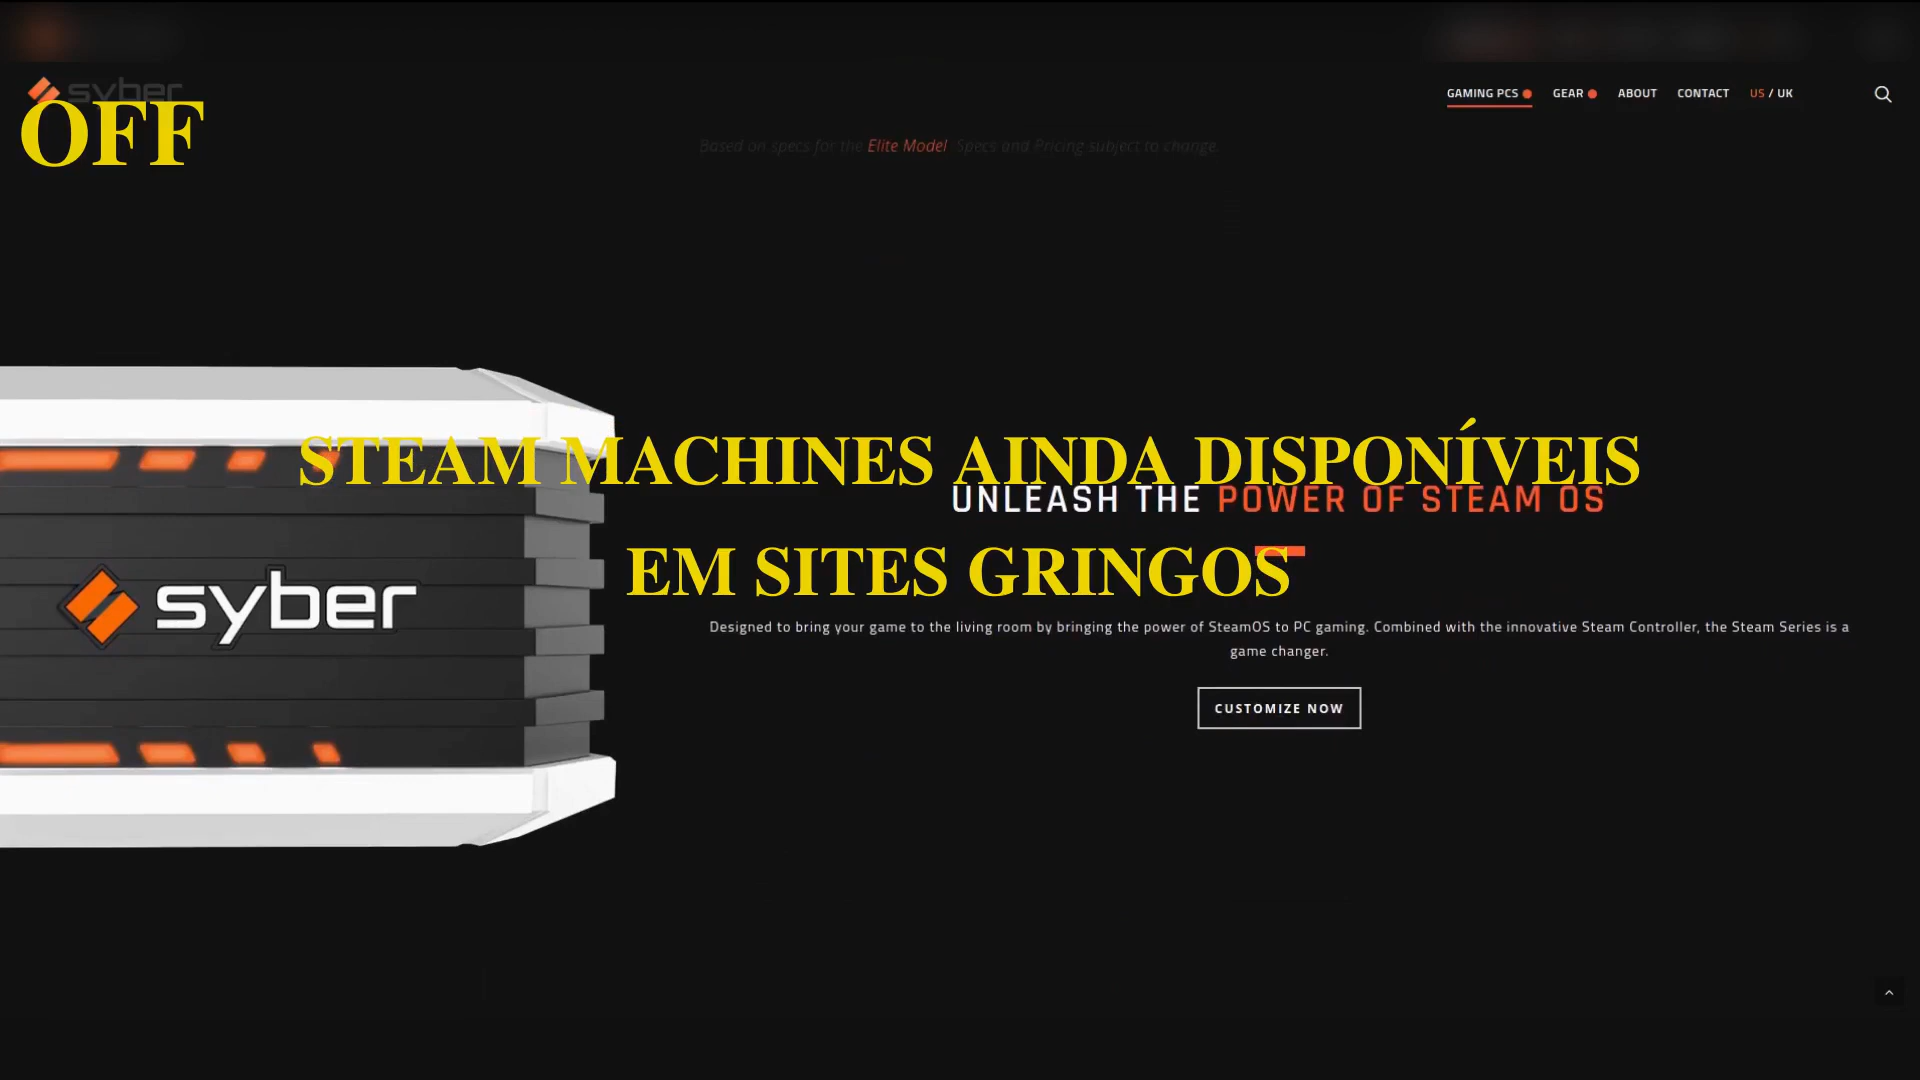 syber
GAMING PCS GEAR ABOUT CONTACT US / UK
OFF
Based on specs for the Elite Model. Specs and Pricing subject to change.
STEAM MACHINES AINDA DISPONÍVEIS
UNLEASH THE POWER OF STEAM OS
EM SITES GRINGOS
syber
Designed to bring your game to the living room by bringing the power of SteamOS to PC gaming. Combined with the innovative Steam Controller, the Steam Series is a
game changer.
CUSTOMIZE NOW